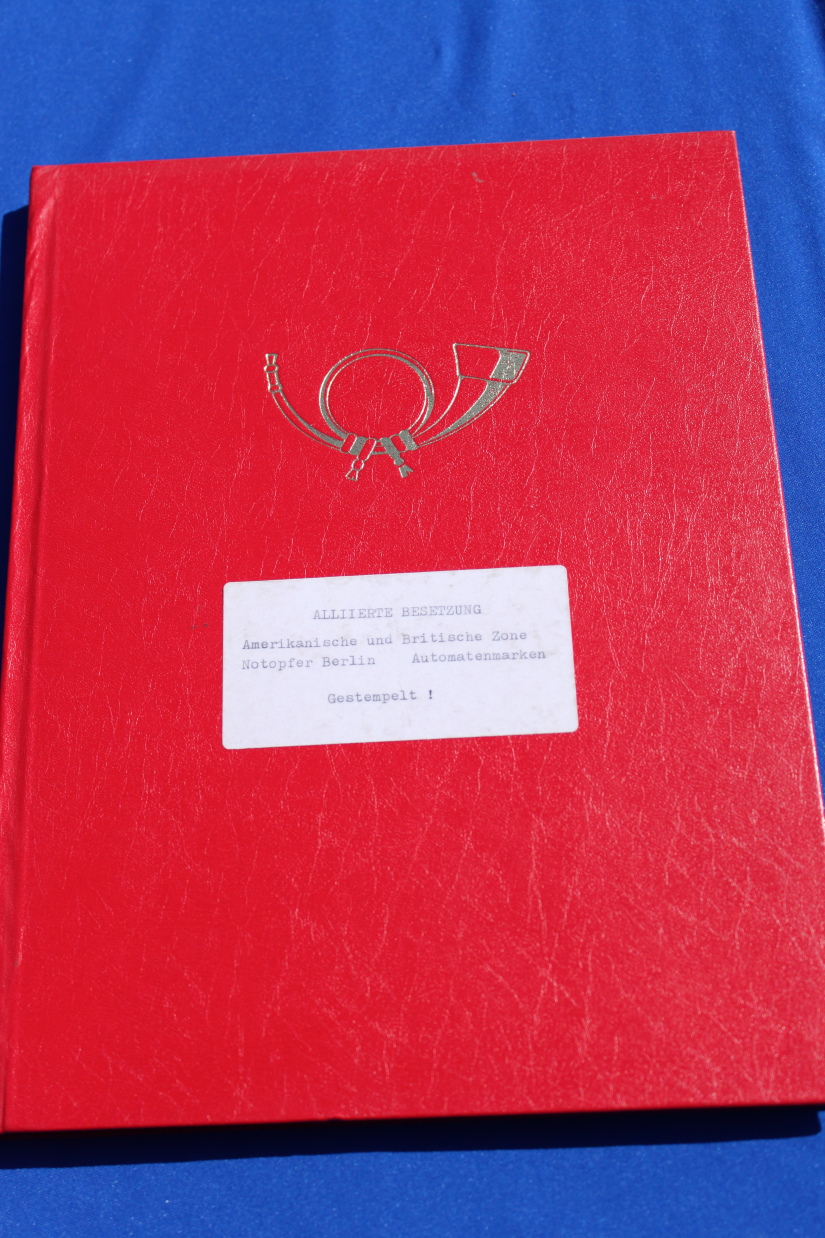 ALLIIERTE BESETZUNG
Amerikanische und Britische Zone
Notopfer Berlin    Automatenmarken
Gestempelt !